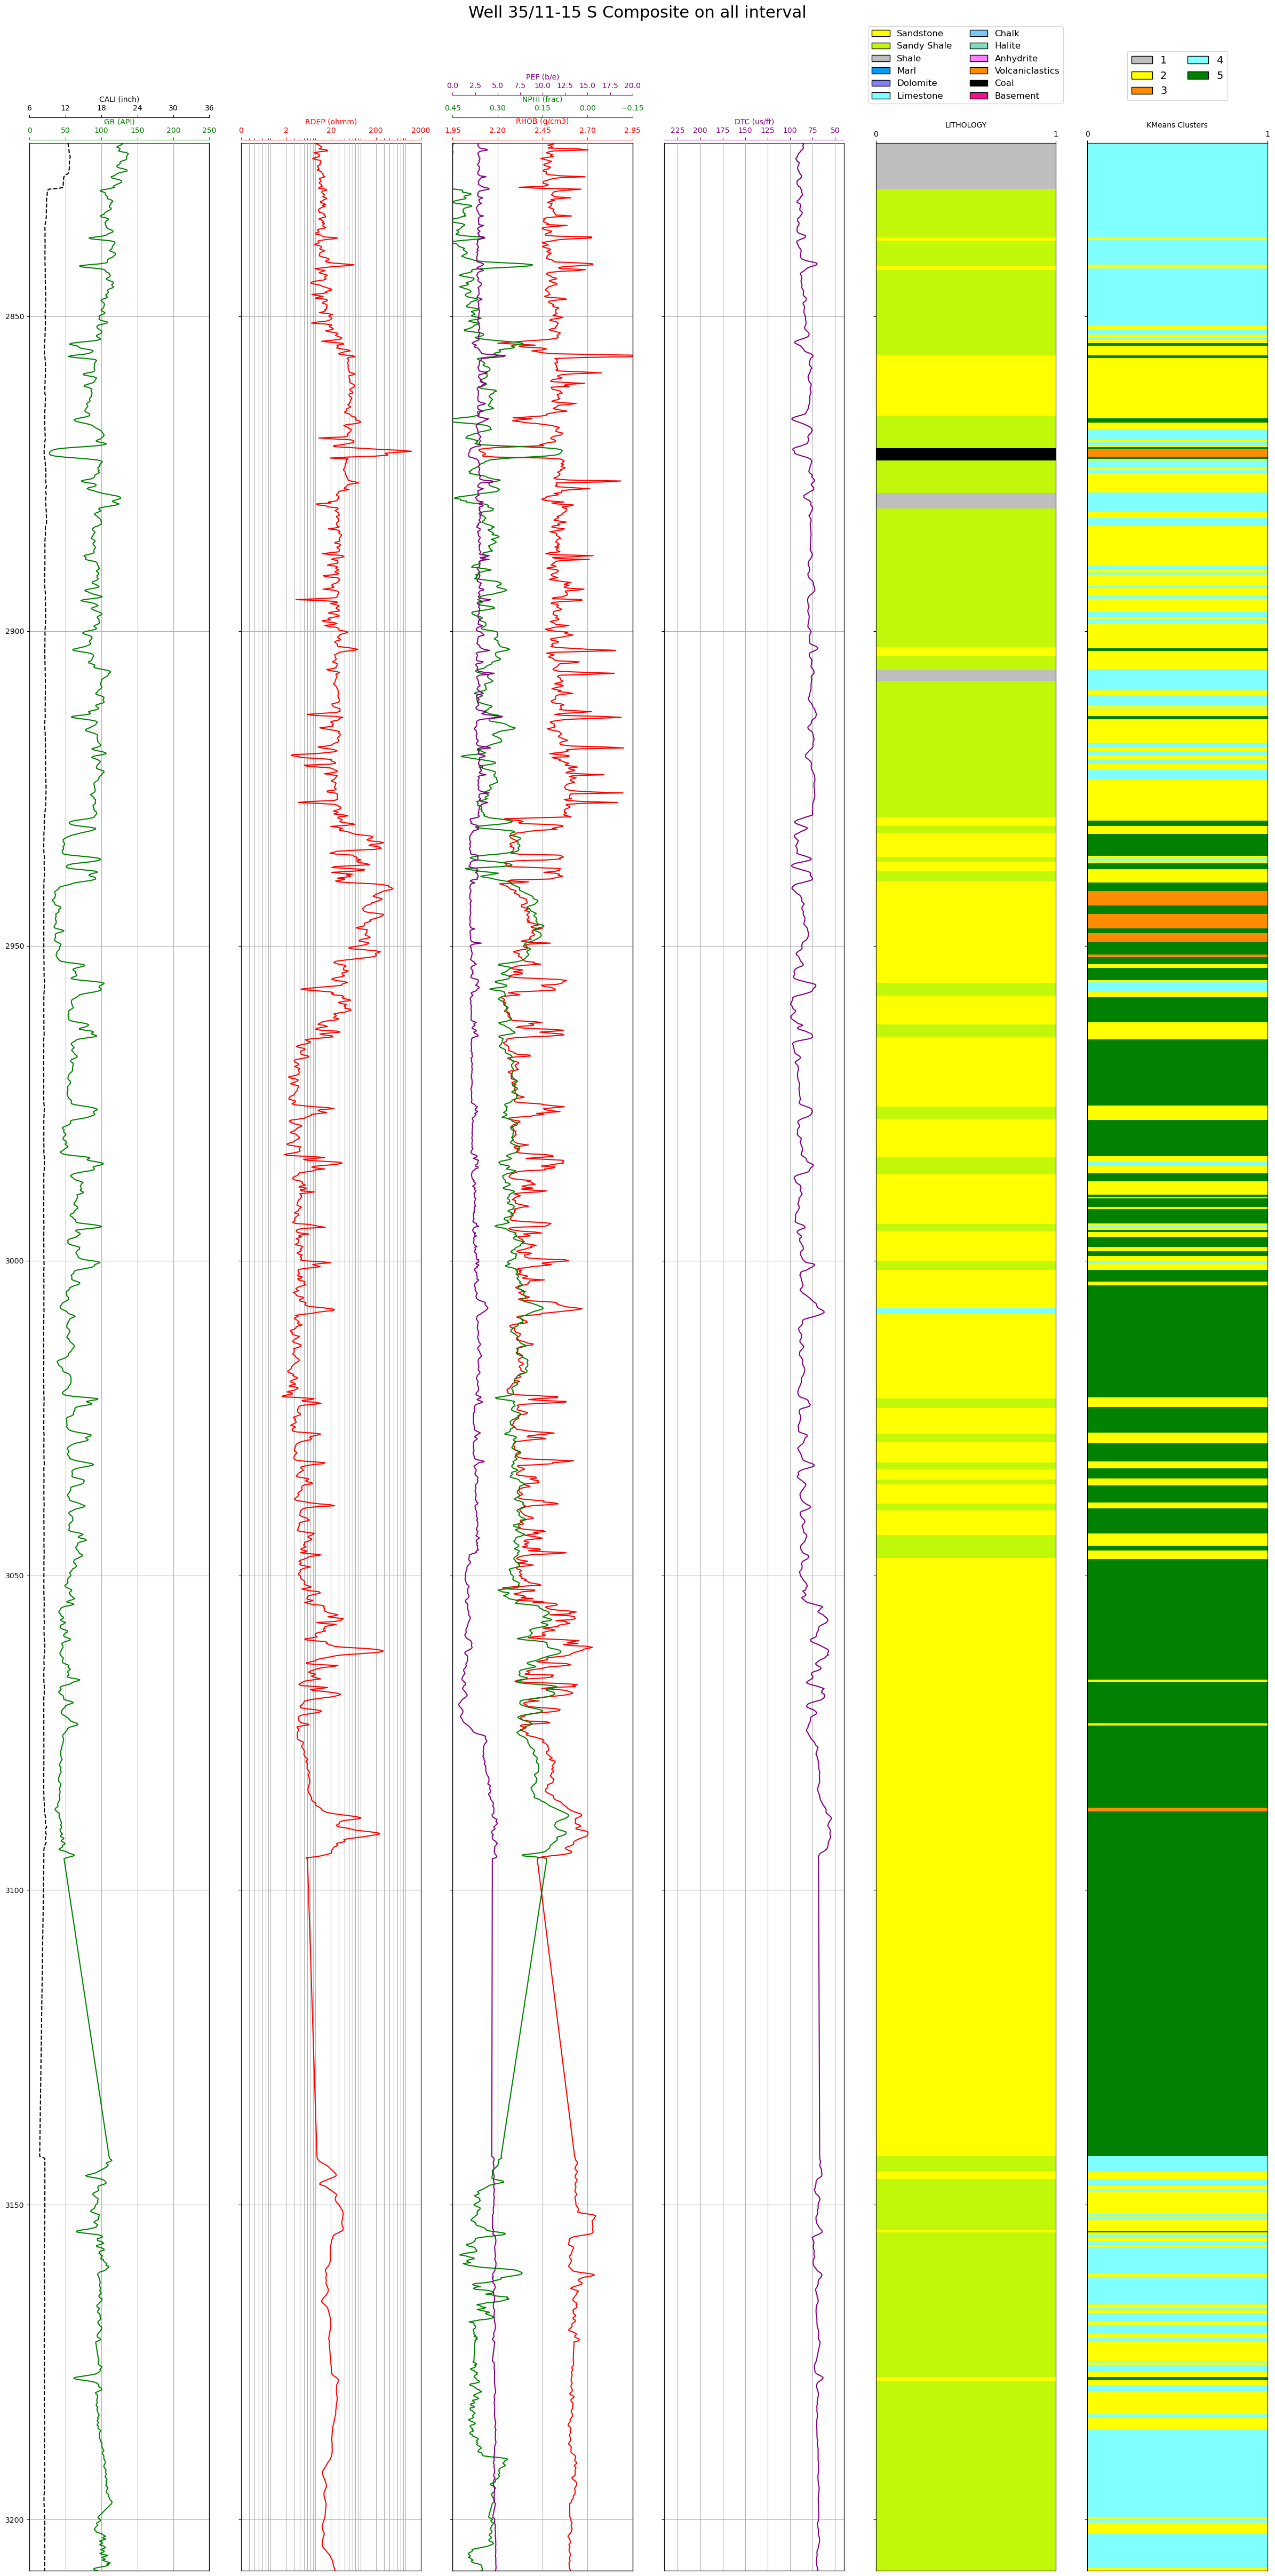 Well 35/11-15 S Composite on all interval
Sandstone Chalk
Sandy Shale Halite
Shale Anhydrite
Marl Volcaniclastics
Dolomite Coal
Limestone Basement
1 4
2 5
3
PEF (b/e)
0.0 2.5 5.0 7.5 10.0 12.5 15.0 17.5 20.0
CALI (inch) NPHI (frac)
6 12 18 24 30 36 0.45 0.30 0.15 0.00 −0.15
GR (API) RDEP (ohmm) RHOB (g/cm3) DTC (us/ft) LITHOLOGY KMeans Clusters
0 50 100 150 200 250 0 2 20 200 2000 1.95 2.20 2.45 2.70 2.95 225 200 175 150 125 100 75 50 0 1 0 1
2850
2900
2950
3000
3050
3100
3150
3200